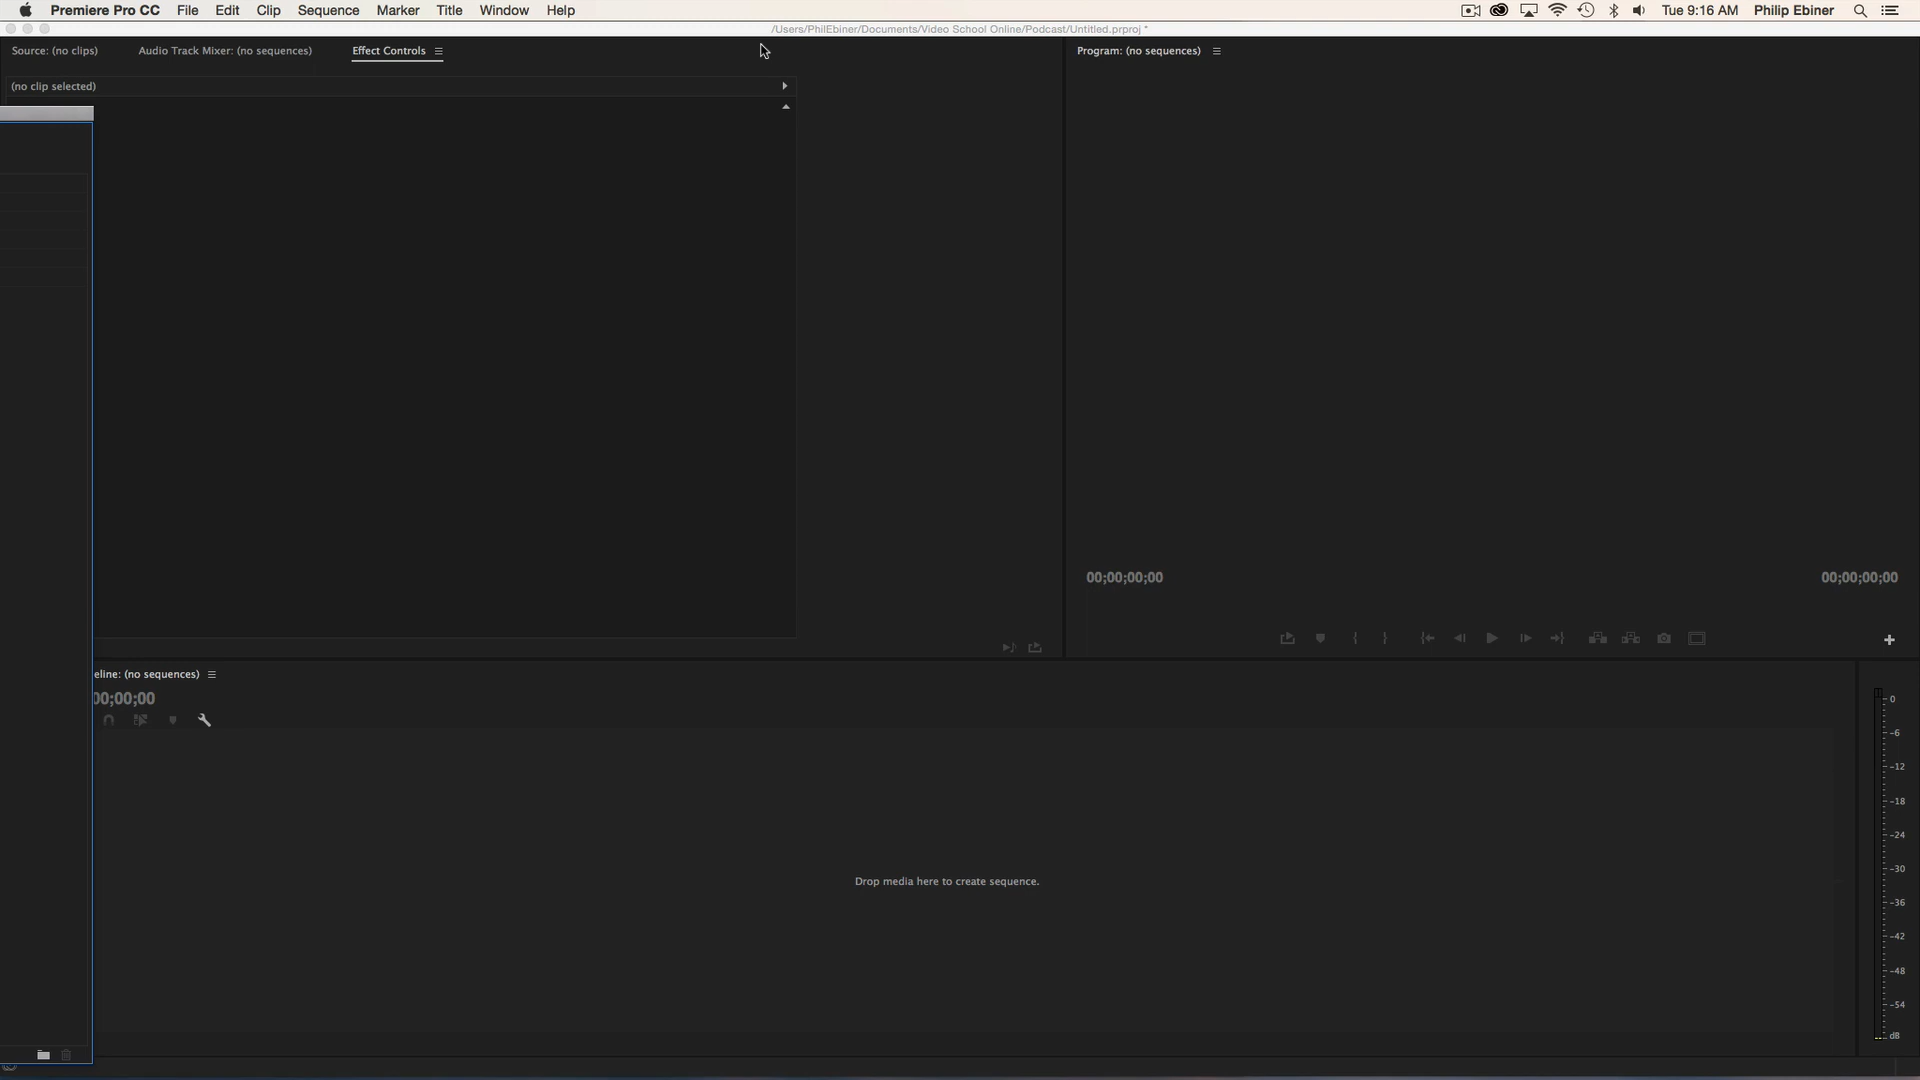 Premiere Pro CC File Edit Clip Sequence Marker Title Window Help Tue 9:16 AM Philip Ebiner
/Users/PhilEbiner/Documents/Video School Online/Podcast/Untitled.prproj *
Source: (no clips) Audio Track Mixer: (no sequences) Effect Controls Program: (no sequences)
(no clip selected)
00;00;00;00 00;00;00;00
eline: (no sequences)
00;00;00
Drop media here to create sequence.
0
-6
-12
-18
-24
-30
-36
-42
-48
-54
dB